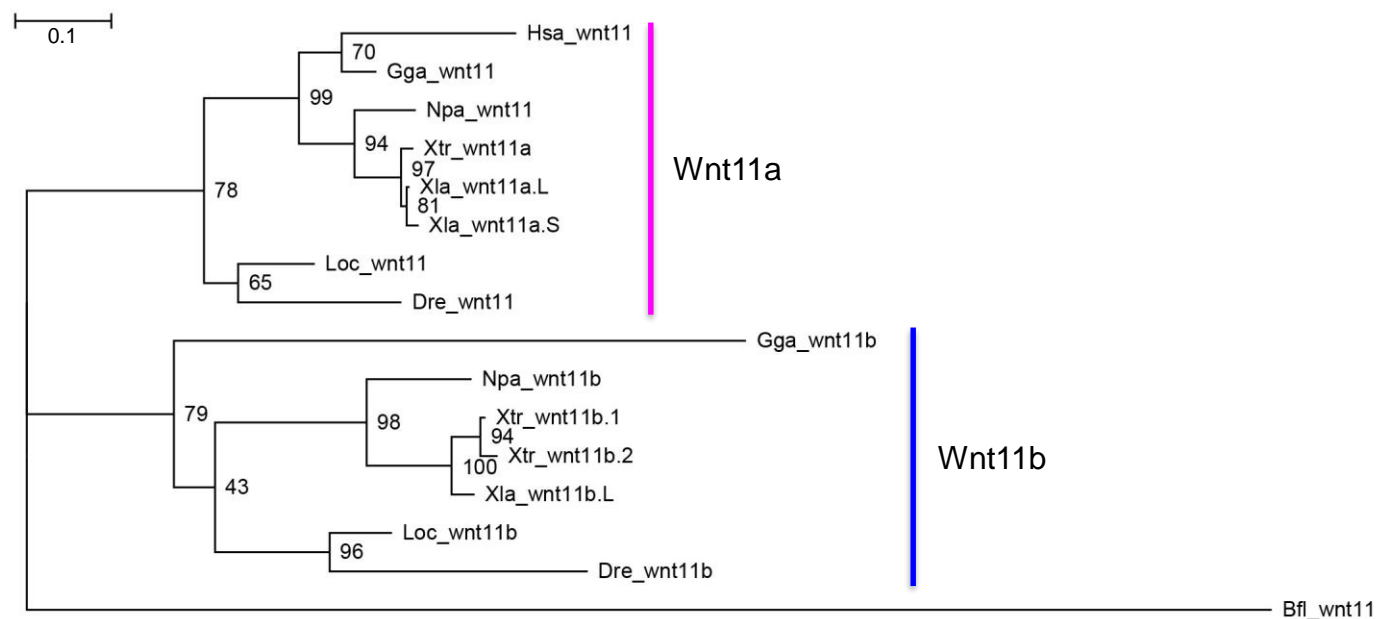 0.1
Hsa_wnt11
70
Gga_wnt11
99
Npa_wnt11
94
Xtr_wnt11a
97
Wnt11a
Xla_wnt11a.L
78
81
Xla_wnt11a.S
Loc_wnt11
65
Dre_wnt11
Gga_wnt11b
Npa_wnt11b
79
98
Xtr_wnt11b.1
94
Xtr_wnt11b.2
Wnt11b
100
43
Xla_wnt11b.L
Loc_wnt11b
96
Dre_wnt11b
Bfl_wnt11